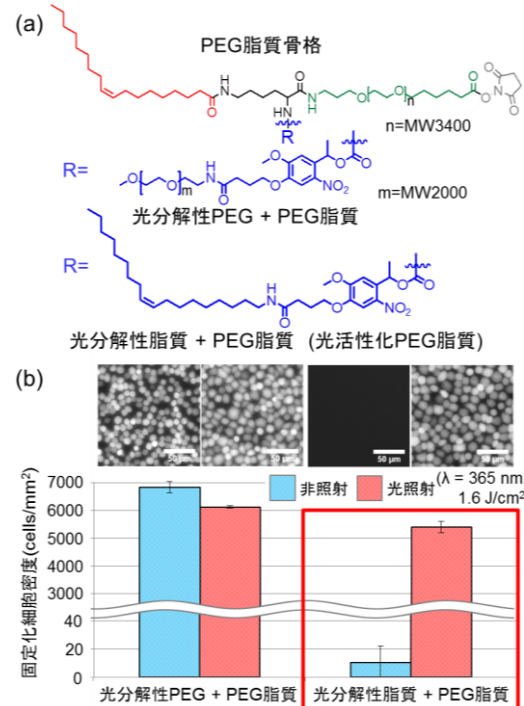 (a)
PEG脂質骨格
O
H
N
O
N
H
O
O
n
O
O
O
N
O
O
HN
R
n=MW3400
R=
O
O
m
H
N
O
O
O
O
O
NO₂
m=MW2000
光分解性PEG + PEG脂質
R=
H
N
O
O
O
O
O
NO₂
光分解性脂質 + PEG脂質 (光活性化PEG脂質)
(b)
50 μm
50 μm
50 μm
50 μm
非照射
光照射
(λ = 365 nm
1.6 J/cm²
固定化細胞密度(cells/mm²)
7000
6000
5000
4000
3000
40
20
0
光分解性PEG + PEG脂質
光分解性脂質 + PEG脂質